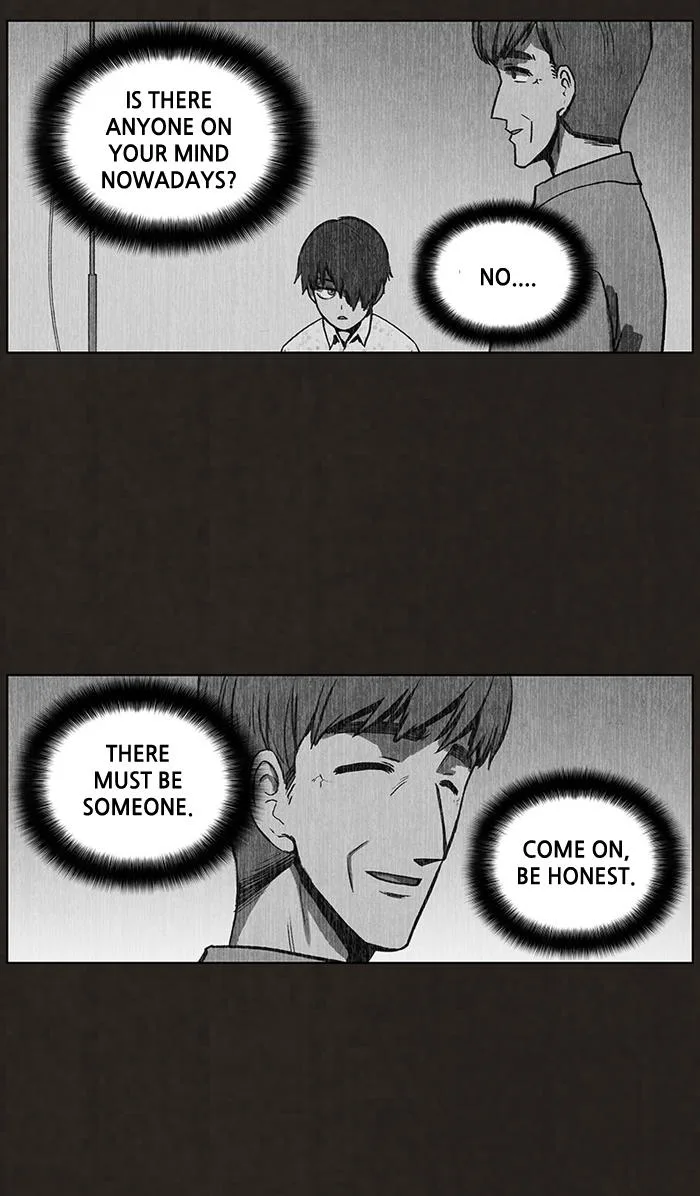 IS THERE
ANYONE ON
YOUR MIND
NOWADAYS?
NO....
THERE
MUST BE
SOMEONE.
COME ON,
BE HONEST.